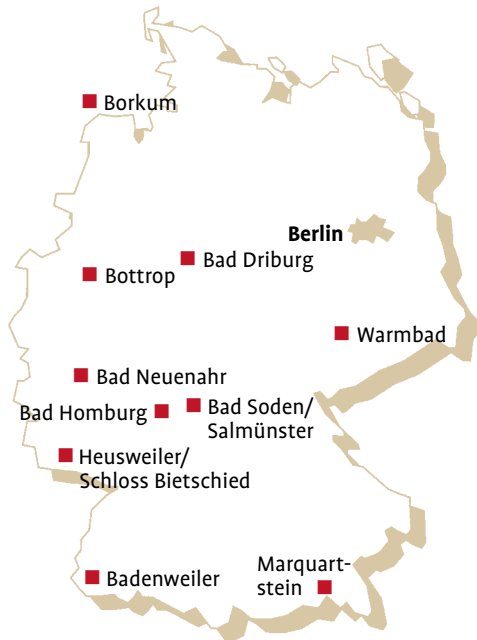 Borkum
Berlin
Bad Driburg
Bottrop
Warmbad
Bad Neuenahr
Bad Homburg
Bad Soden/
Salmünster
Heusweiler/
Schloss Bietschied
Marquart-
stein
Badenweiler